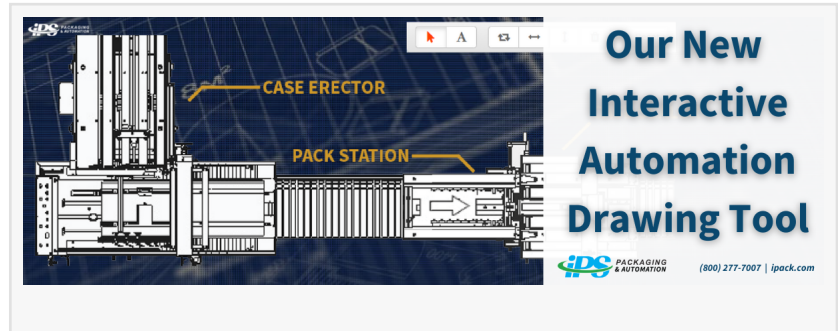 iPS PACKAGING
& AUTOMATION
A
CASE ERECTOR
PACK STATION
Our New
Interactive
Automation
Drawing Tool
iPS PACKAGING
& AUTOMATION
(800) 277-7007 | ipack.com